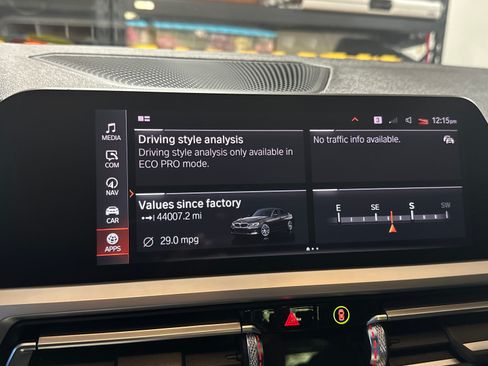 12:15pm
MEDIA
COM
NAV
CAR
APPS
Driving style analysis
Driving style analysis only available in
ECO PRO mode.
No traffic info available.
Values since factory
44007.2 mi
29.0 mpg
E SE S SW